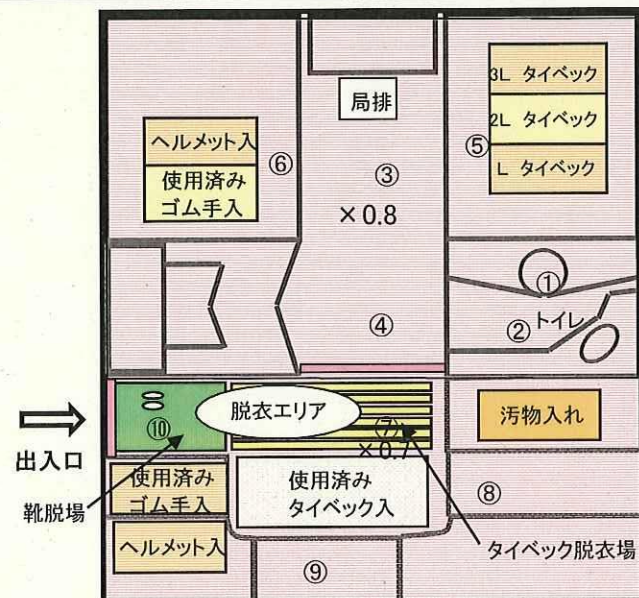 局排
3L タイベック
2L タイベック
L タイベック
⑤
ヘルメット入
使用済み
ゴム手入
⑥
③
×0.8
①
④
②
トイレ
出入口
⑩
脱衣エリア
⑦
×0.7
汚物入れ
使用済み
ゴム手入
使用済み
タイベック入
⑧
靴脱場
ヘルメット入
タイベック脱衣場
⑨